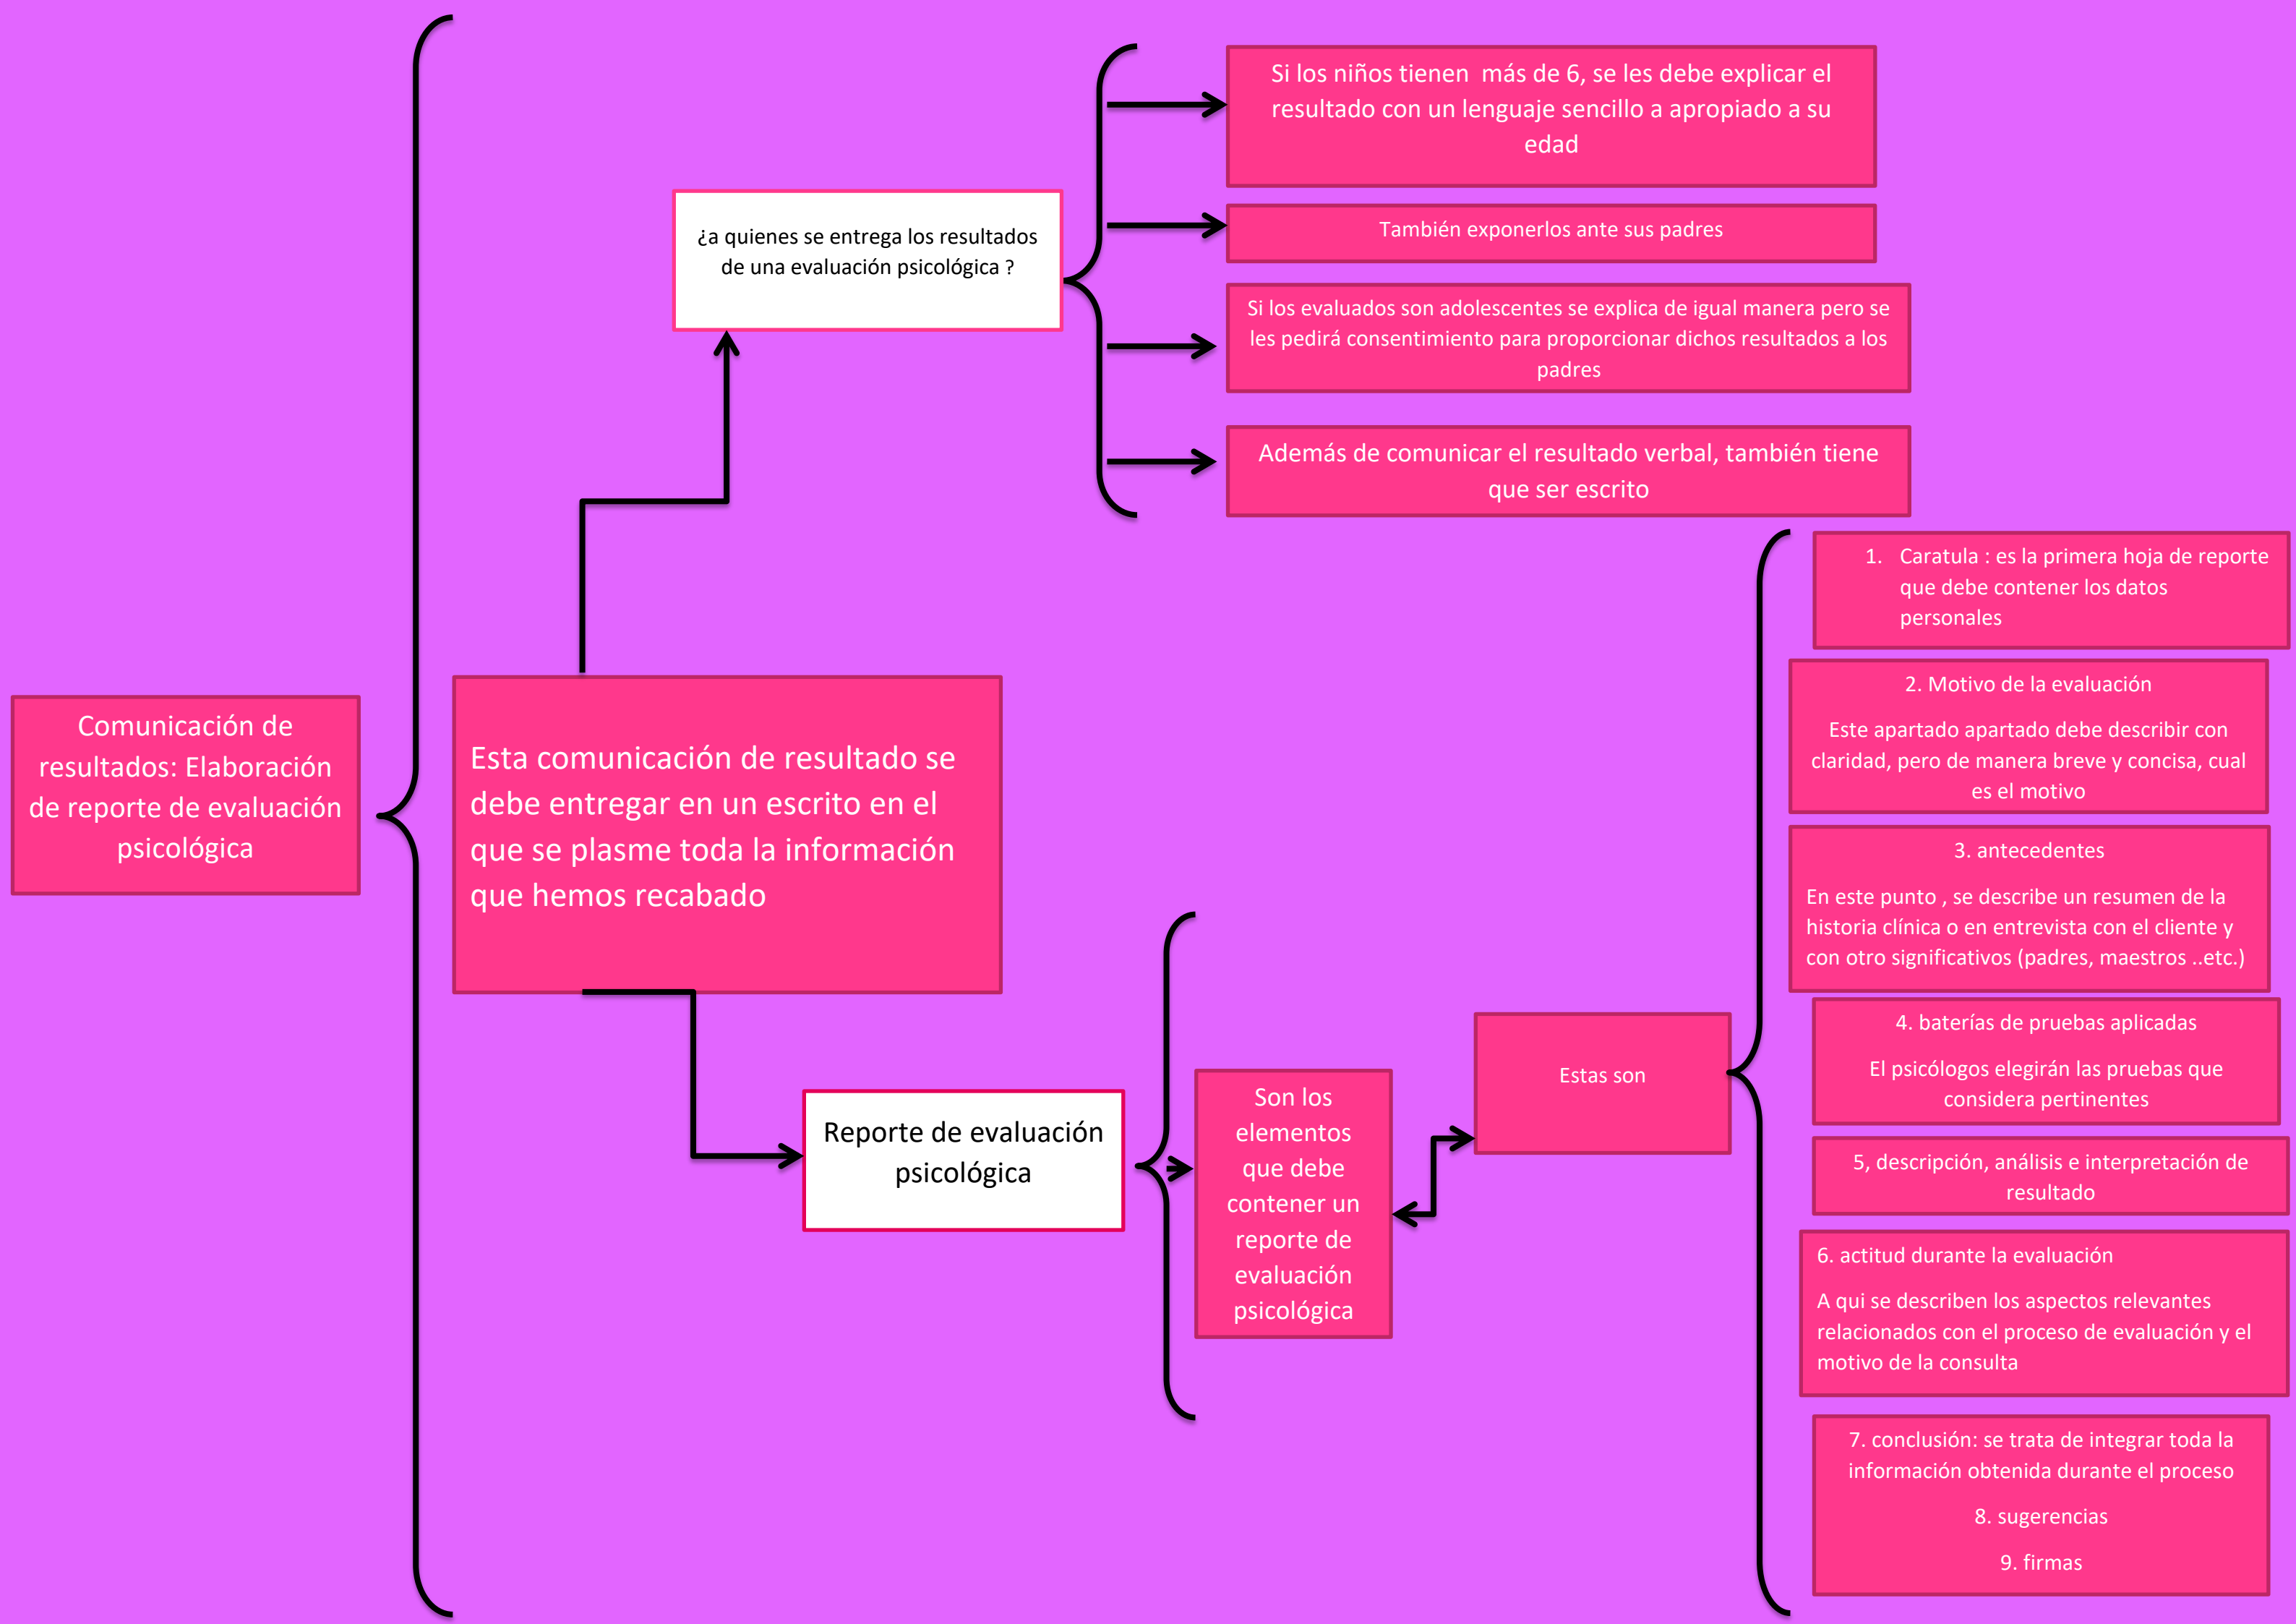 Comunicación de
resultados: Elaboración
de reporte de evaluación
psicológica
Esta comunicación de resultado se
debe entregar en un escrito en el
que se plasme toda la información
que hemos recabado
¿a quienes se entrega los resultados
de una evaluación psicológica ?
Si los niños tienen más de 6, se les debe explicar el
resultado con un lenguaje sencillo a apropiado a su
edad
También exponerlos ante sus padres
Si los evaluados son adolescentes se explica de igual manera pero se
les pedirá consentimiento para proporcionar dichos resultados a los
padres
Además de comunicar el resultado verbal, también tiene
que ser escrito
Reporte de evaluación
psicológica
Son los
elementos
que debe
contener un
reporte de
evaluación
psicológica
Estas son
1. Caratula : es la primera hoja de reporte
que debe contener los datos
personales
2. Motivo de la evaluación
Este apartado apartado debe describir con
claridad, pero de manera breve y concisa, cual
es el motivo
3. antecedentes
En este punto , se describe un resumen de la
historia clínica o en entrevista con el cliente y
con otro significativos (padres, maestros ..etc.)
4. baterías de pruebas aplicadas
El psicólogos elegirán las pruebas que
considera pertinentes
5, descripción, análisis e interpretación de
resultado
6. actitud durante la evaluación
A qui se describen los aspectos relevantes
relacionados con el proceso de evaluación y el
motivo de la consulta
7. conclusión: se trata de integrar toda la
información obtenida durante el proceso
8. sugerencias
9. firmas